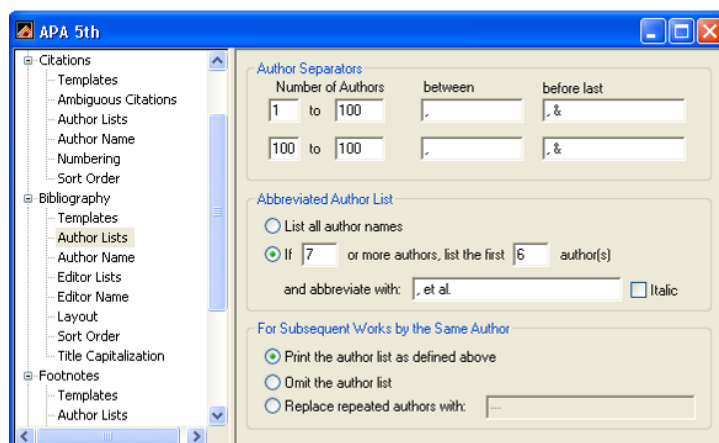 APA 5th
Citations
Templates
Ambiguous Citations
Author Lists
Author Name
Numbering
Sort Order
Bibliography
Templates
Author Lists
Author Name
Editor Lists
Editor Name
Layout
Sort Order
Title Capitalization
Footnotes
Templates
Author Lists
Author Separators
Number of Authors between before last
1 to 100 , , &
100 to 100 , , &
Abbreviated Author List
List all author names
If 7 or more authors, list the first 6 author(s)
and abbreviate with: , et al. Italic
For Subsequent Works by the Same Author
Print the author list as defined above
Omit the author list
Replace repeated authors with: ---